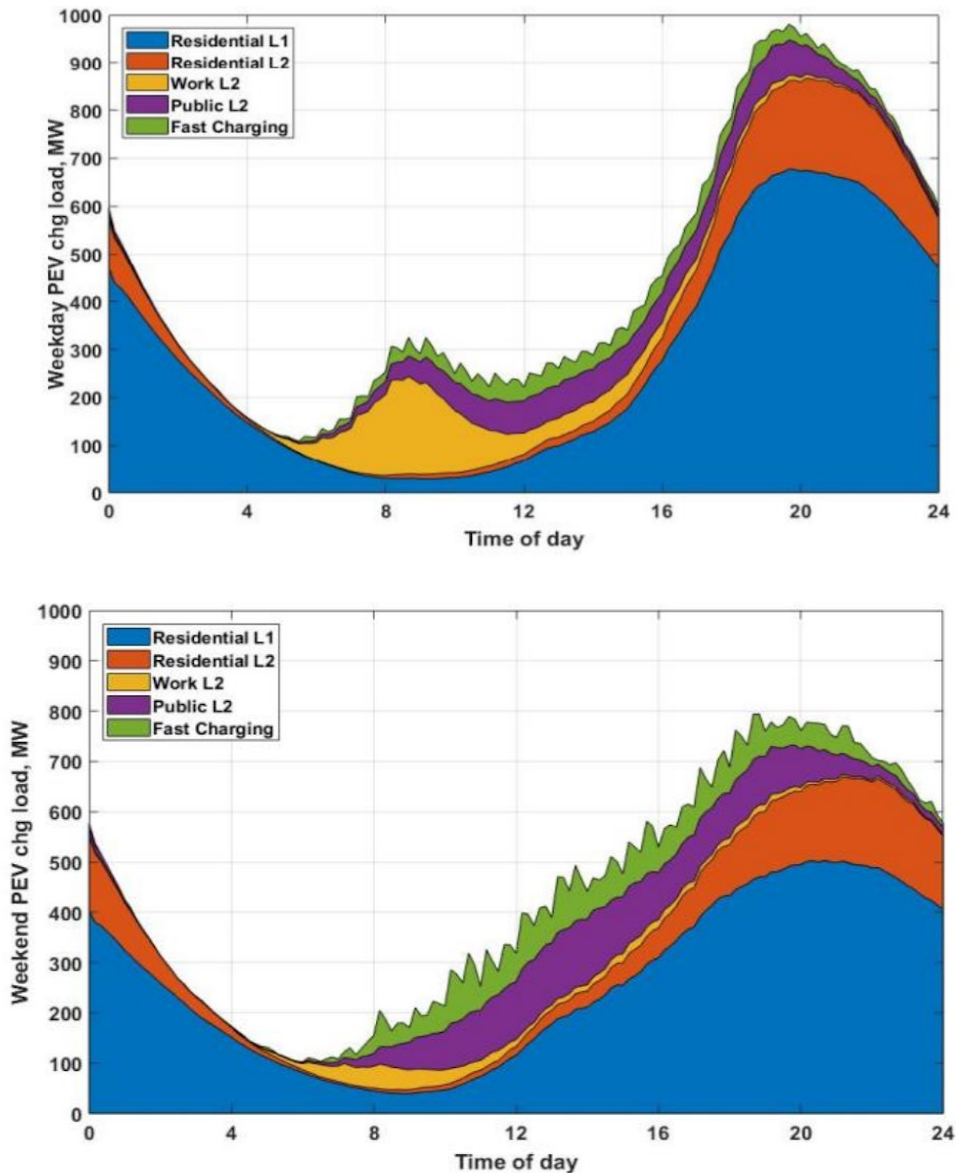 1000
900
800
700
600
500
400
300
200
100
0
Weekday PEV chg load, MW
Residential L1
Residential L2
Work L2
Public L2
Fast Charging
0 4 8 12 16 20 24
Time of day
1000
900
800
700
600
500
400
300
200
100
0
Weekend PEV chg load, MW
Residential L1
Residential L2
Work L2
Public L2
Fast Charging
0 4 8 12 16 20 24
Time of day